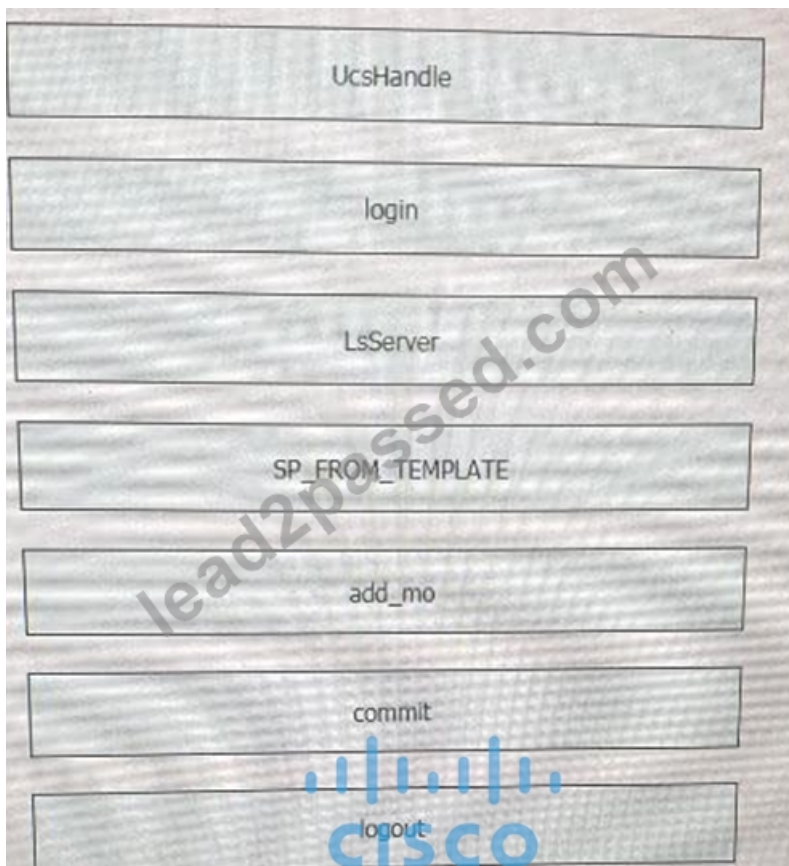 UcsHandle
login
LsServer
SP_FROM_TEMPLATE
add_mo
commit
logout
cisco
lead2passed.com